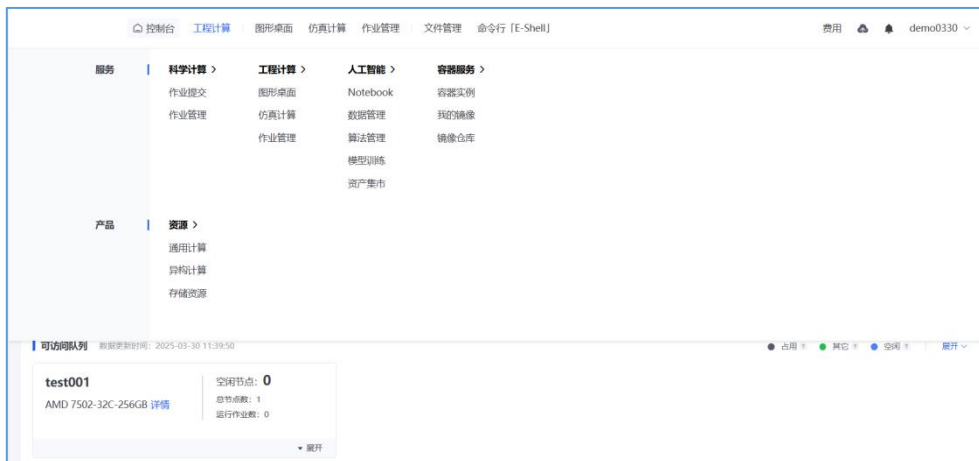 控制台 工程计算 图形桌面 仿真计算 作业管理 文件管理 命令行「E-Shell」 费用 demo0330
服务 科学计算 > 工程计算 > 人工智能 > 容器服务 >
作业提交 图形桌面 Notebook 容器实例
作业管理 仿真计算 数据管理 我的镜像
作业管理 算法管理 镜像仓库
模型训练
资产集市
产品 资源 >
通用计算
异构计算
存储资源
可访问队列 数据更新时间: 2025-03-30 11:39:50 占用 其它 空闲 展开
test001 空闲节点: 0
AMD 7502-32C-256GB 详情 总节点数: 1
运行作业数: 0
展开